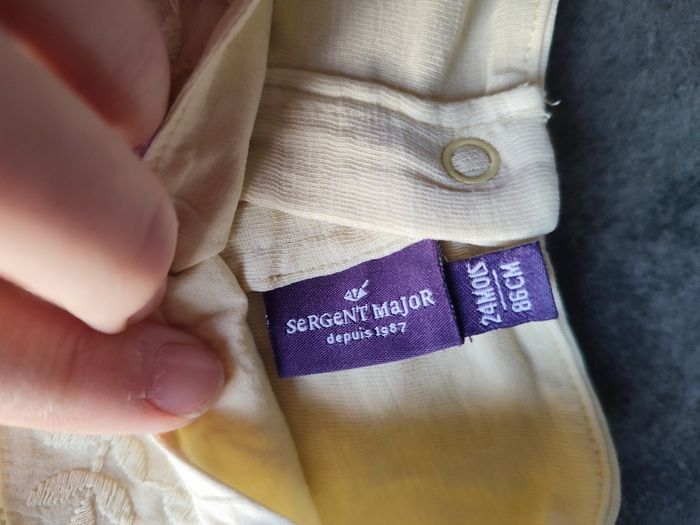 SeRGeNT MaJoR
depuis 1987
24MOIS
86CM